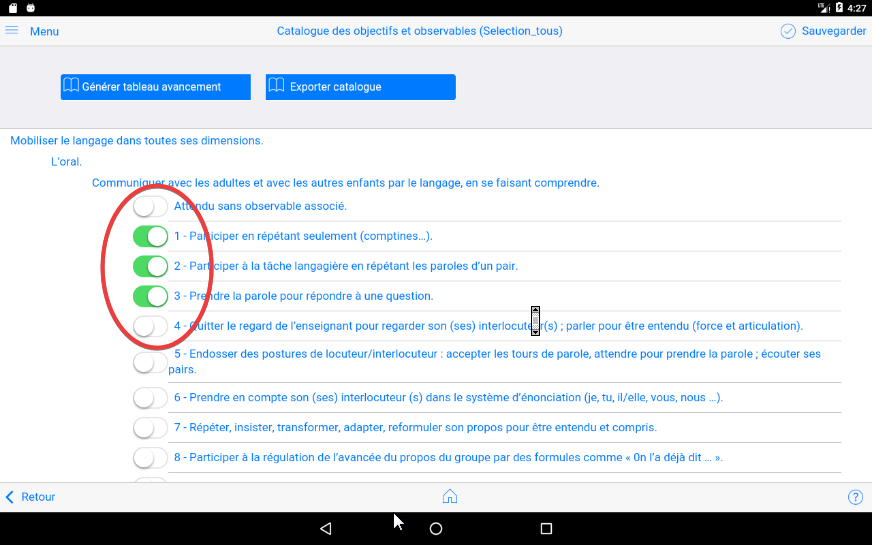 LTE 4:27
Menu
Catalogue des objectifs et observables (Selection_tous)
Sauvegarder
Générer tableau avancement
Exporter catalogue
Mobiliser le langage dans toutes ses dimensions.
L'oral.
Communiquer avec les adultes et avec les autres enfants par le langage, en se faisant comprendre.
Attendu sans observable associé.
1 - Participer en répétant seulement (comptines…).
2 - Participer à la tâche langagière en répétant les paroles d'un pair.
3 - Prendre la parole pour répondre à une question.
4 - Quitter le regard de l'enseignant pour regarder son (ses) interlocuteur(s) ; parler pour être entendu (force et articulation).
5 - Endosser des postures de locuteur/interlocuteur : accepter les tours de parole, attendre pour prendre la parole ; écouter ses
pairs.
6 - Prendre en compte son (ses) interlocuteur (s) dans le système d'énonciation (je, tu, il/elle, vous, nous …).
7 - Répéter, insister, transformer, adapter, reformuler son propos pour être entendu et compris.
8 - Participer à la régulation de l'avancée du propos du groupe par des formules comme « 0n l'a déjà dit … ».
Retour
?